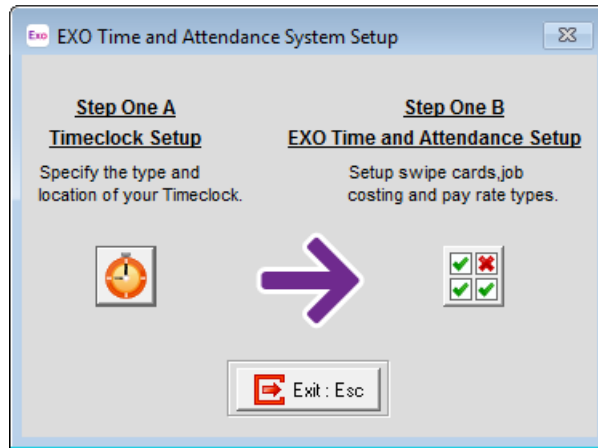 Exo EXO Time and Attendance System Setup
Step One A
Timeclock Setup
Specify the type and
location of your Timeclock.
Step One B
EXO Time and Attendance Setup
Setup swipe cards,job
costing and pay rate types.
Exit : Esc